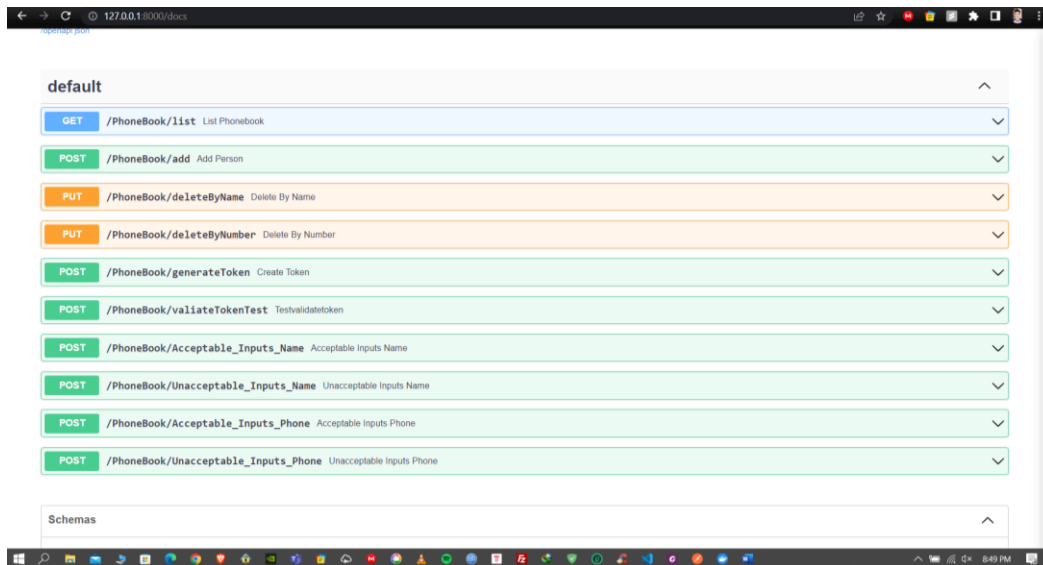 127.0.0.1:8000/docs
/openapi.json
default
GET /PhoneBook/list List Phonebook
POST /PhoneBook/add Add Person
PUT /PhoneBook/deleteByName Delete By Name
PUT /PhoneBook/deleteByNumber Delete By Number
POST /PhoneBook/generateToken Create Token
POST /PhoneBook/valiateTokenTest Testvalidatetoken
POST /PhoneBook/Acceptable_Inputs_Name Acceptable Inputs Name
POST /PhoneBook/Unacceptable_Inputs_Name Unacceptable Inputs Name
POST /PhoneBook/Acceptable_Inputs_Phone Acceptable Inputs Phone
POST /PhoneBook/Unacceptable_Inputs_Phone Unacceptable Inputs Phone
Schemas
8:49 PM